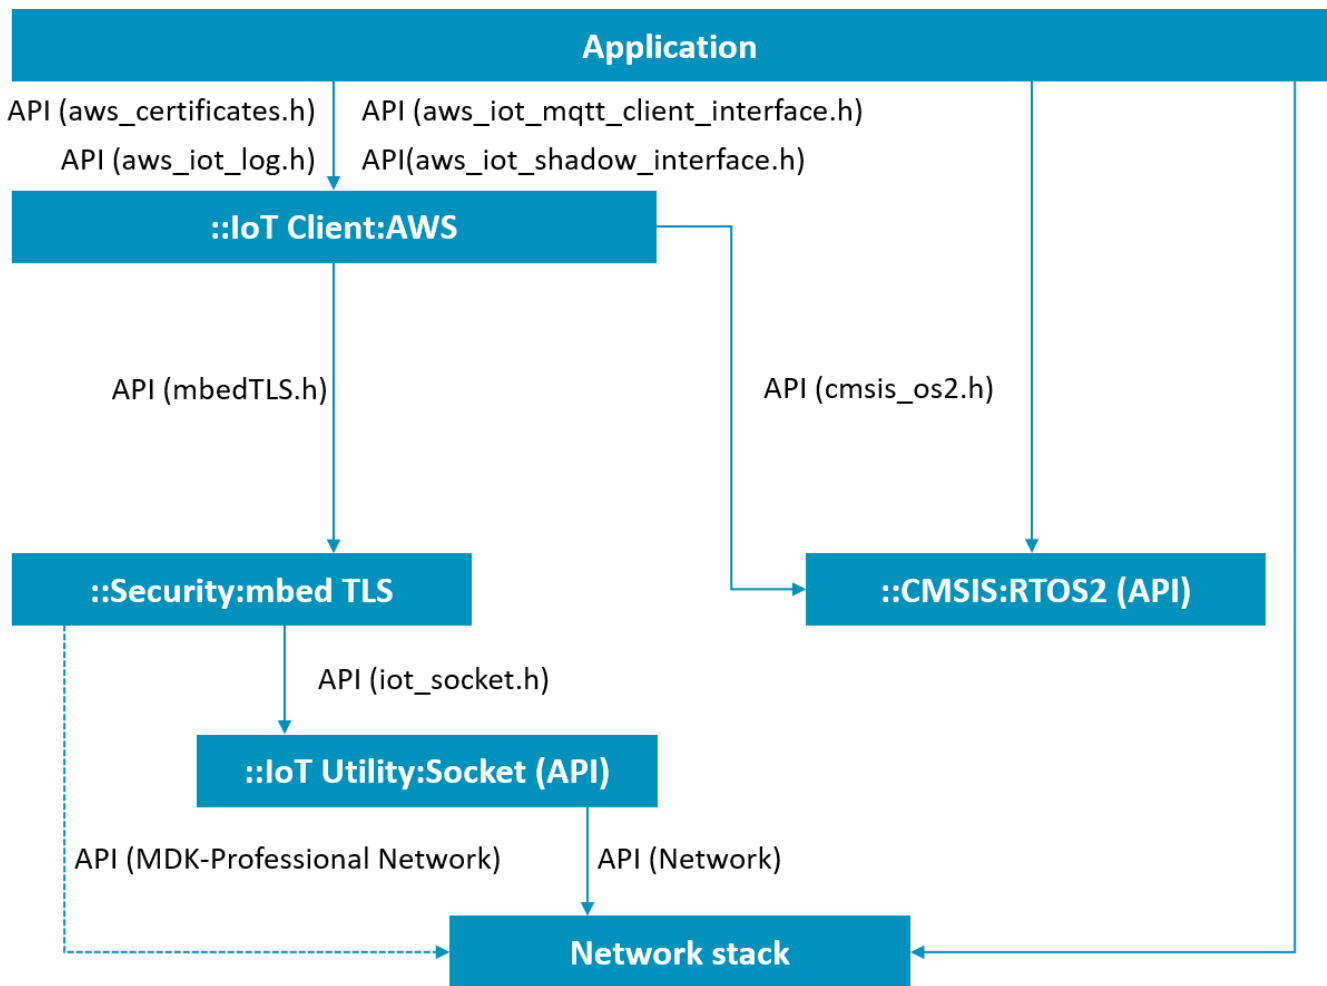 Application
API (aws_certificates.h)
API (aws_iot_mqtt_client_interface.h)
API (aws_iot_log.h)
API(aws_iot_shadow_interface.h)
::IoT Client:AWS
API (mbedTLS.h)
API (cmsis_os2.h)
::Security:mbed TLS
::CMSIS:RTOS2 (API)
API (iot_socket.h)
::IoT Utility:Socket (API)
API (MDK-Professional Network)
API (Network)
Network stack